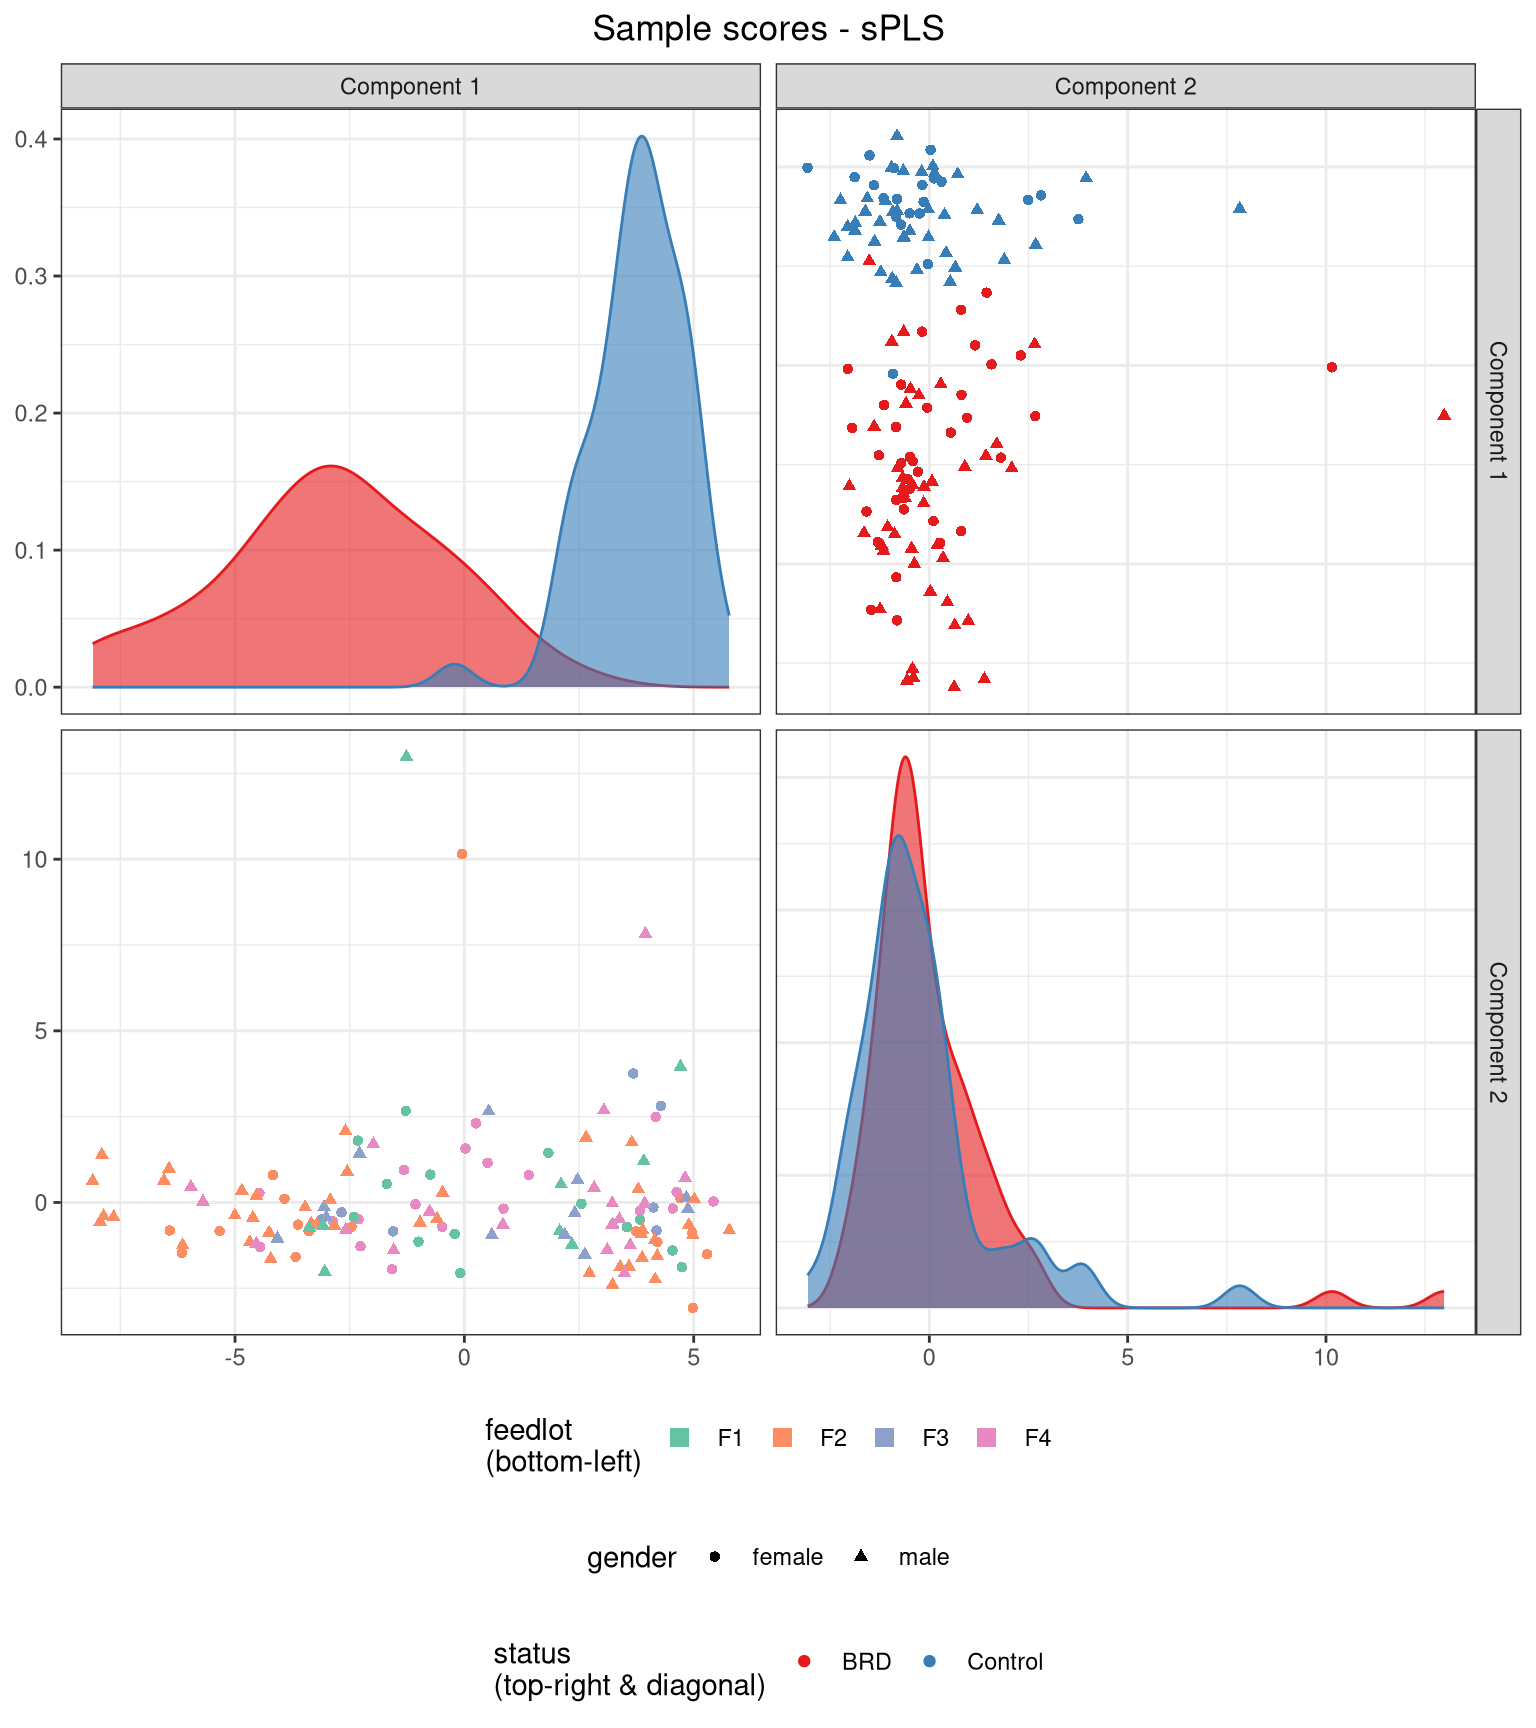 Sample scores - sPLS
Component 1
Component 2
0.4
0.3
0.2
0.1
0.0
Component 1
10
5
0
Component 2
-5 0 5
0 5 10
feedlot
(bottom-left)
F1 F2 F3 F4
gender female male
status
(top-right & diagonal)
BRD Control